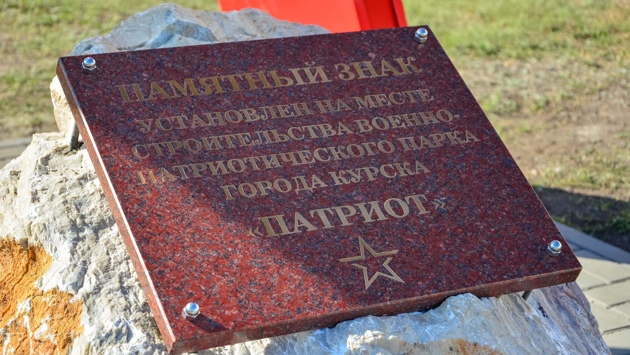 ПАМЯТНЫЙ ЗНАК
УСТАНОВЛЕН НА МЕСТЕ
СТРОИТЕЛЬСТВА ВОЕННО-
ПАТРИОТИЧЕСКОГО ПАРКА
ГОРОДА КУРСКА
«ПАТРИОТ»